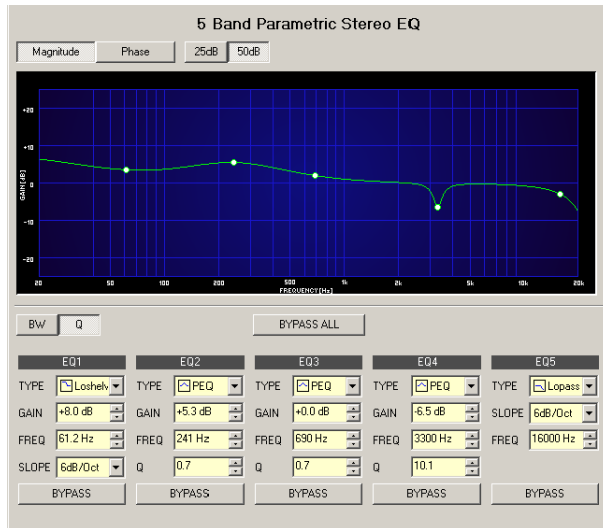 5 Band Parametric Stereo EQ
Magnitude Phase 25dB 50dB
+20
+10
0
-10
-20
GAIN[dB]
20 50 100 200 500 1k 2k 5k 10k 20k
FREQUENCY[Hz]
BW Q BYPASS ALL
EQ1 EQ2 EQ3 EQ4 EQ5
TYPE Loshelv TYPE PEQ TYPE PEQ TYPE PEQ TYPE Lopass
GAIN +8.0 dB GAIN +5.3 dB GAIN +0.0 dB GAIN -6.5 dB SLOPE 6dB/Oct
FREQ 61.2 Hz FREQ 241 Hz FREQ 690 Hz FREQ 3300 Hz FREQ 16000 Hz
SLOPE 6dB/Oct Q 0.7 Q 0.7 Q 10.1
BYPASS BYPASS BYPASS BYPASS BYPASS